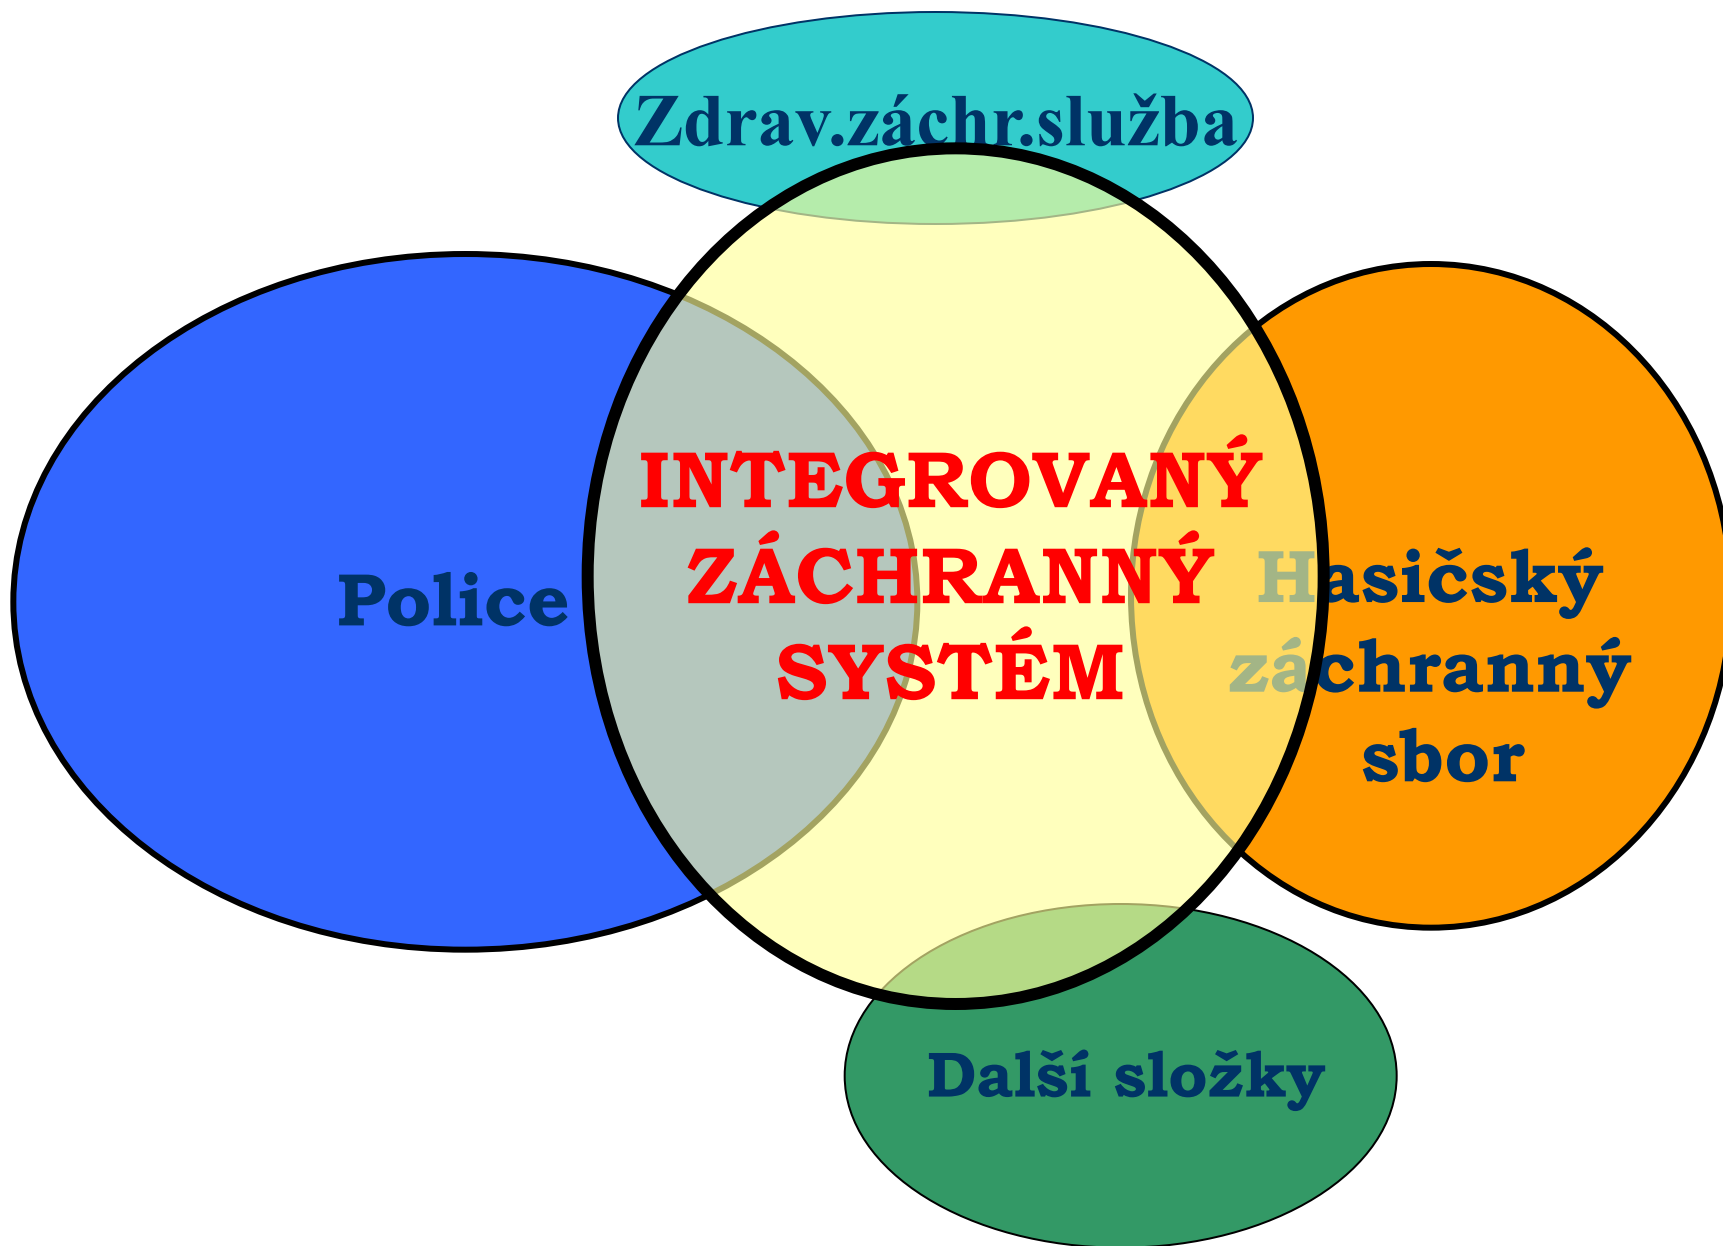 Zdrav.záchr.služba
INTEGROVANÝ
ZÁCHRANNÝ
SYSTÉM
Police
Hasičský
záchranný
sbor
Další složky